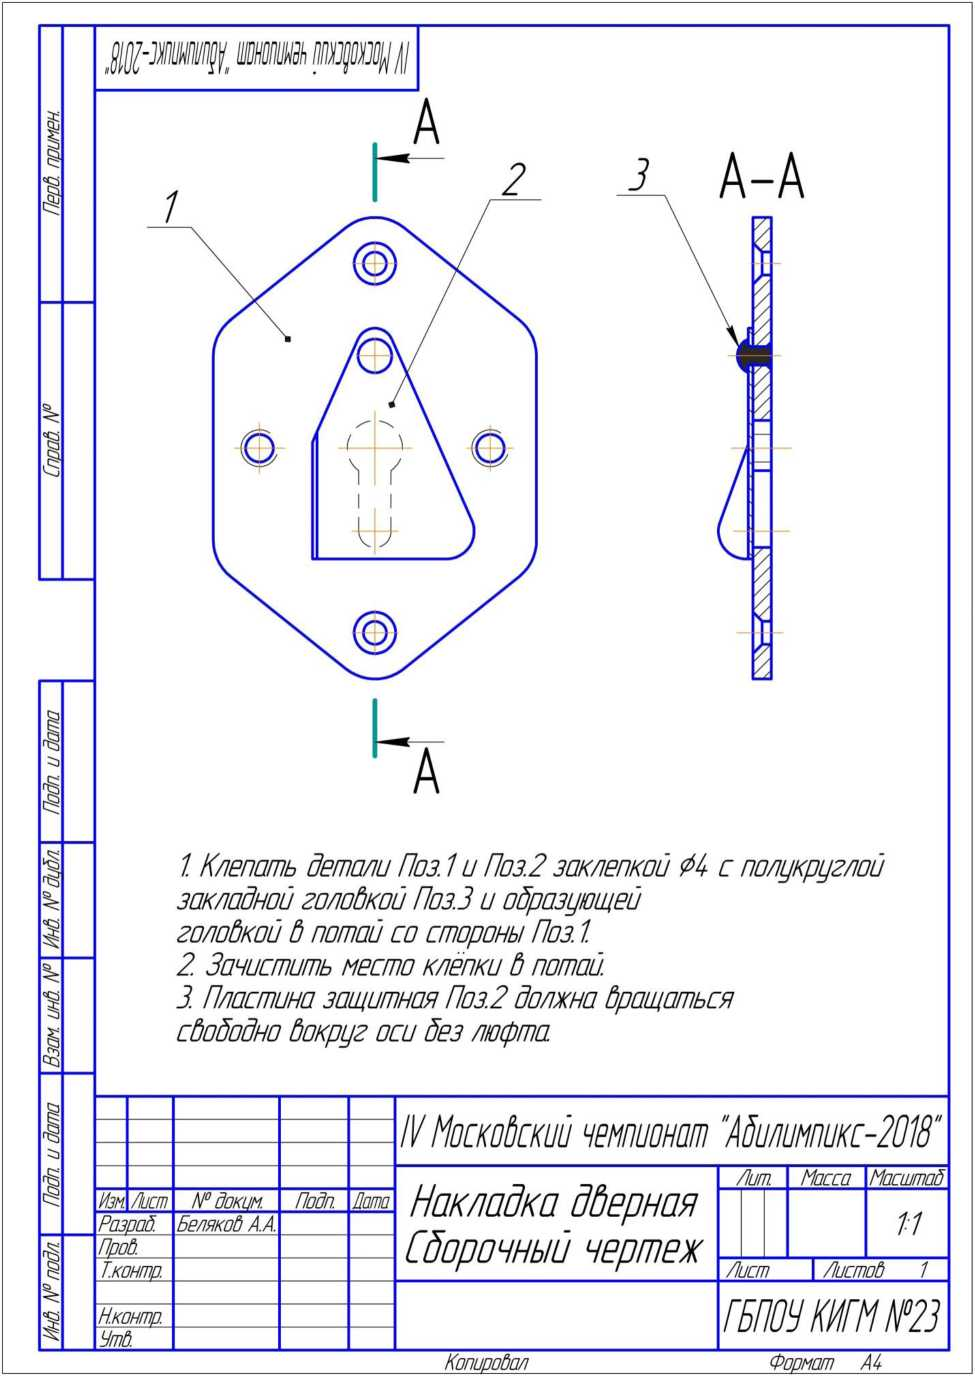 IV Московский чемпионат "Абилимпикс-2018"
Перв. примен.
Справ. №
Подп. и дата
Инв. № дубл.
Взам. инв. №
Подп. и дата
Инв. № подл.
А
А-А
1
2
3
А
1. Клепать детали Поз.1 и Поз.2 заклепкой ⌀4 с полукруглой
закладной головкой Поз.3 и образующей
головкой в потай со стороны Поз.1.
2. Зачистить место клёпки в потай.
3. Пластина защитная Поз.2 должна вращаться
свободно вокруг оси без люфта.
IV Московский чемпионат "Абилимпикс-2018"
Изм. Лист № докум. Подп. Дата
Разраб. Беляков А.А.
Пров.
Т.контр.
Н.контр.
Утв.
Накладка дверная
Сборочный чертеж
Лит. Масса Масштаб
1:1
Лист Листов 1
ГБПОУ КИГМ №23
Копировал Формат А4